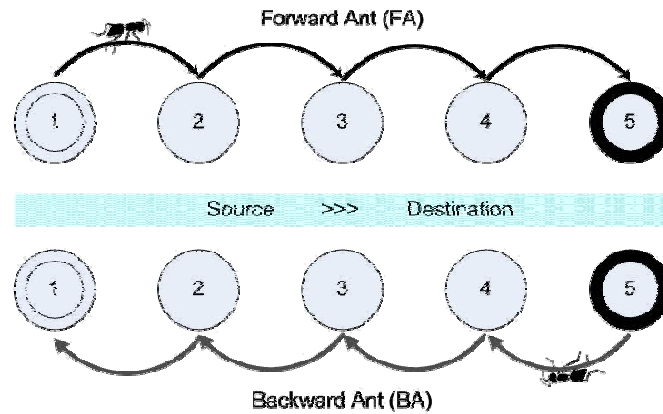 Forward Ant (FA)
1 2 3 4 5
Source >>> Destination
1 2 3 4 5
Backward Ant (BA)